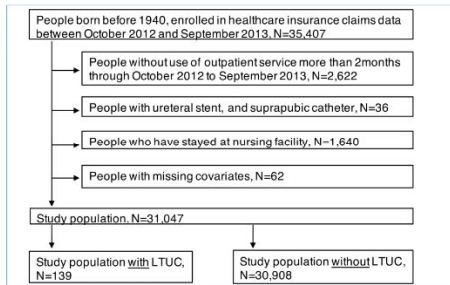 People born before 1940, enrolled in healthcare insurance claims data
between October 2012 and September 2013, N=35,407
People without use of outpatient service more than 2months
through October 2012 to September 2013, N=2,622
People with ureteral stent, and suprapubic catheter, N=36
People who have stayed at nursing facility, N=1,640
People with missing covariates, N=62
Study population. N=31,047
Study population with LTUC,
N=139
Study population without LTUC,
N=30,908